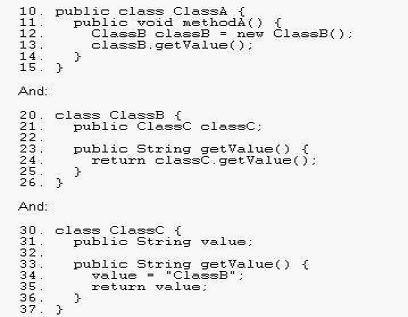 10. public class ClassA {
11.   public void methodA() {
12.     ClassB classB = new ClassB();
13.     classB.getValue();
14.   }
15. }
And:
20. class ClassB {
21.   public ClassC classC;
22.
23.   public String getValue() {
24.     return classC.getValue();
25.   }
26. }
And:
30. class ClassC {
31.   public String value;
32.
33.   public String getValue() {
34.     value = "ClassB";
35.     return value;
36.   }
37. }